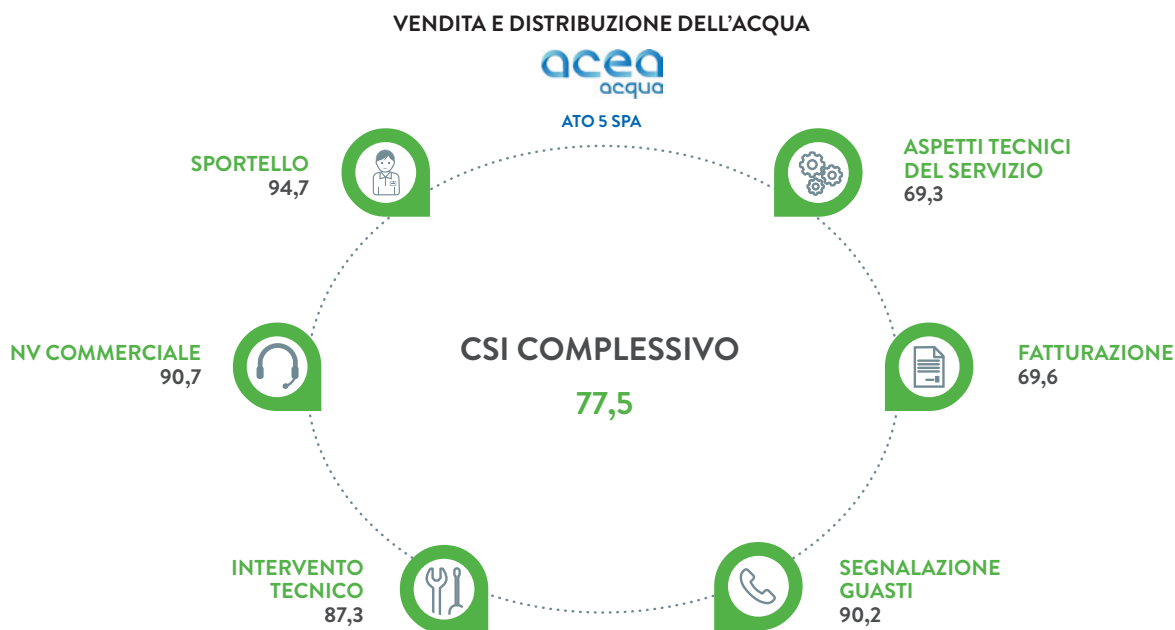 VENDITA E DISTRIBUZIONE DELL'ACQUA
acea
acqua
ATO 5 SPA
SPORTELLO
94,7
ASPETTI TECNICI
DEL SERVIZIO
69,3
NV COMMERCIALE
90,7
CSI COMPLESSIVO
77,5
FATTURAZIONE
69,6
INTERVENTO
TECNICO
87,3
SEGNALAZIONE
GUASTI
90,2